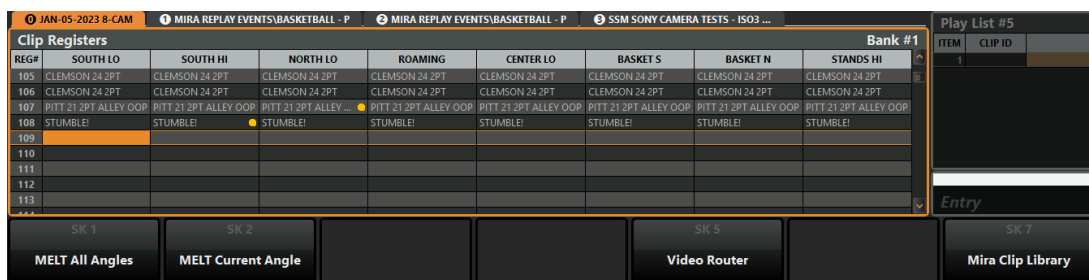 0 JAN-05-2023 8-CAM 1 MIRA REPLAY EVENTS\BASKETBALL - P 2 MIRA REPLAY EVENTS\BASKETBALL - P 3 SSM SONY CAMERA TESTS - ISO3 ...
Play List #5
Clip Registers Bank #1
ITEM CLIP ID
REG# SOUTH LO SOUTH HI NORTH LO ROAMING CENTER LO BASKET S BASKET N STANDS HI
1
105 CLEMSON 24 2PT CLEMSON 24 2PT CLEMSON 24 2PT CLEMSON 24 2PT CLEMSON 24 2PT CLEMSON 24 2PT CLEMSON 24 2PT CLEMSON 24 2PT
106 CLEMSON 24 2PT CLEMSON 24 2PT CLEMSON 24 2PT CLEMSON 24 2PT CLEMSON 24 2PT CLEMSON 24 2PT CLEMSON 24 2PT CLEMSON 24 2PT
107 PITT 21 2PT ALLEY OOP PITT 21 2PT ALLEY OOP PITT 21 2PT ALLEY ... PITT 21 2PT ALLEY OOP PITT 21 2PT ALLEY OOP PITT 21 2PT ALLEY OOP PITT 21 2PT ALLEY OOP PITT 21 2PT ALLEY OOP
108 STUMBLE! STUMBLE! STUMBLE! STUMBLE! STUMBLE! STUMBLE! STUMBLE! STUMBLE!
109
110
111
112
113
Entry
SK 1 SK 2 SK 5 SK 7
MELT All Angles MELT Current Angle Video Router Mira Clip Library